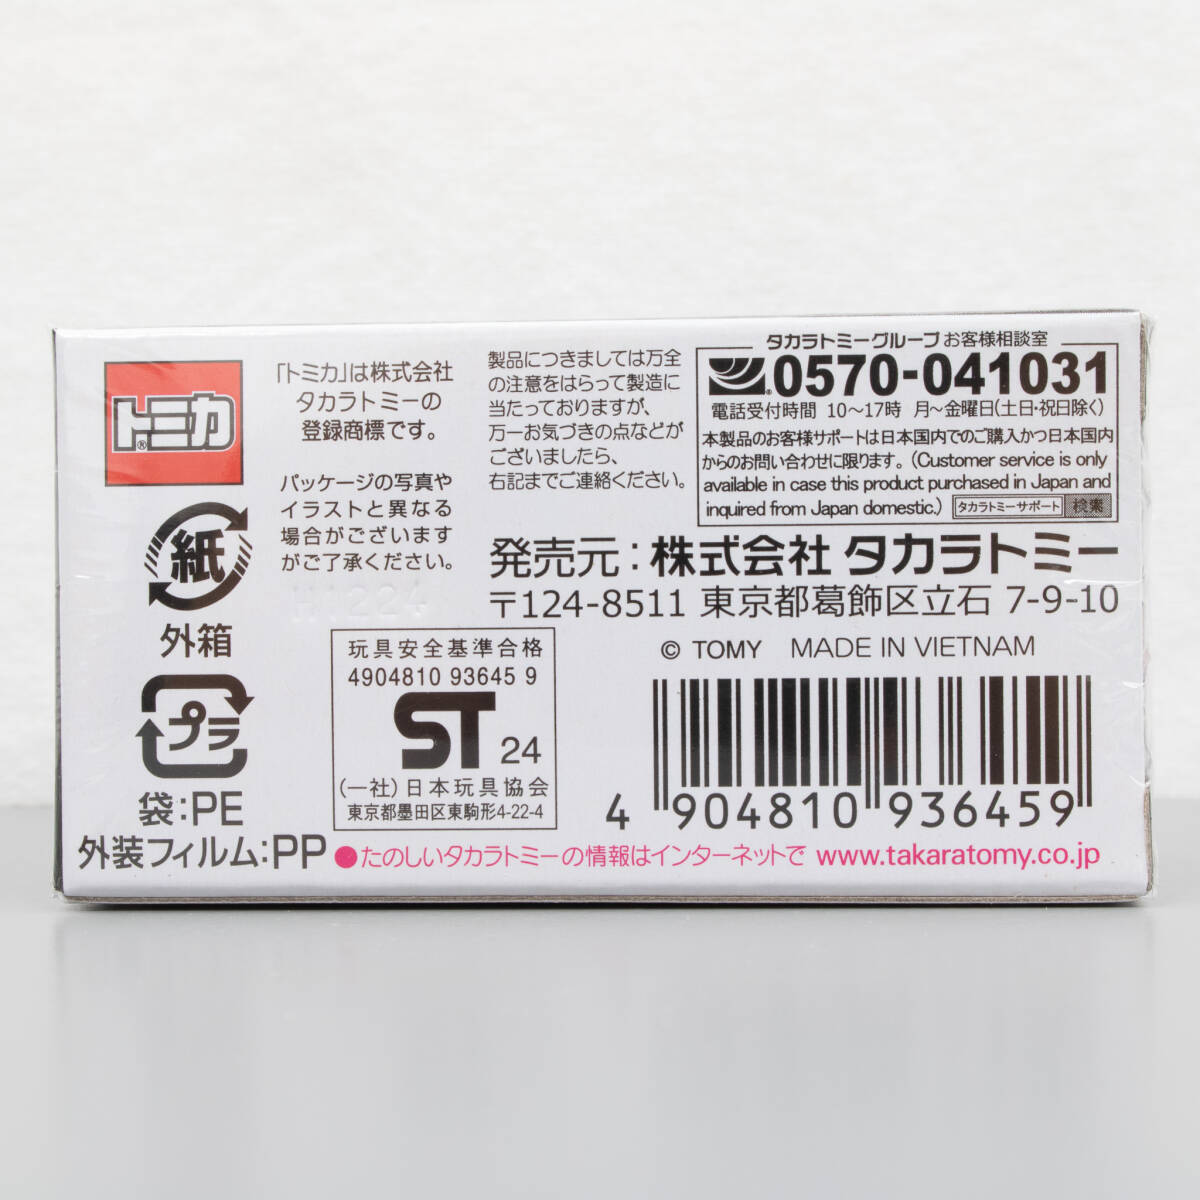 トミカ®
「トミカ」は株式会社
タカラトミーの
登録商標です。
パッケージの写真や
イラストと異なる
場合がございます
がご了承ください。
製品につきましては万全
の注意をはらって製造に
当たっておりますが、
万一お気づきの点などが
ございましたら、
右記までご連絡ください。
タカラトミーグループ お客様相談室
0570-041031
電話受付時間 10〜17時 月〜金曜日(土日・祝日除く)
本製品のお客様サポートは日本国内でのご購入かつ日本国内
からのお問い合わせに限ります。(Customer service is only
available in case this product purchased in Japan and
inquired from Japan domestic.) タカラトミーサポート 検索
発売元:株式会社 タカラトミー
〒124-8511 東京都葛飾区立石 7-9-10
© TOMY MADE IN VIETNAM
紙
外箱
プラ
袋:PE
外装フィルム:PP
玩具安全基準合格
4904810 93645 9
ST 24
(一社)日本玩具協会
東京都墨田区東駒形4-22-4
4 904810 936459
●たのしいタカラトミーの情報はインターネットで www.takaratomy.co.jp